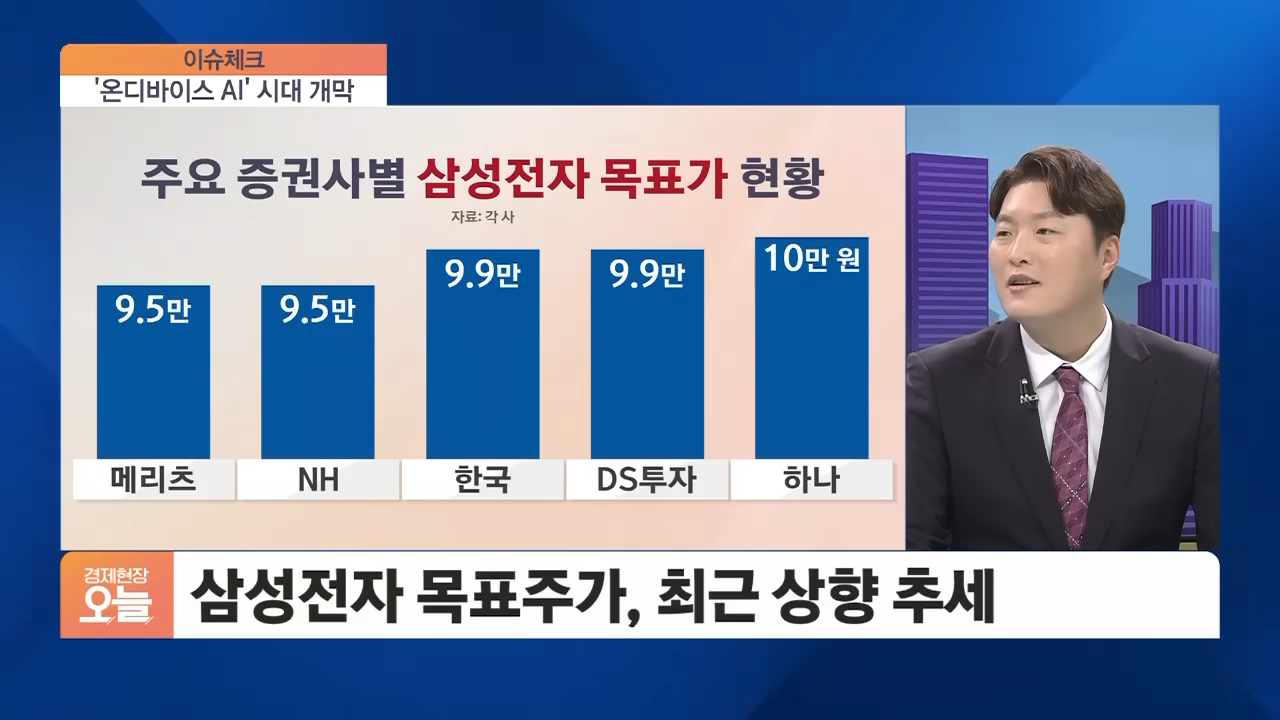 이슈체크
'온디바이스 AI' 시대 개막
주요 증권사별 삼성전자 목표가 현황
자료: 각 사
9.5만
9.5만
9.9만
9.9만
10만 원
메리츠
NH
한국
DS투자
하나
경제현장
오늘
삼성전자 목표주가, 최근 상향 추세